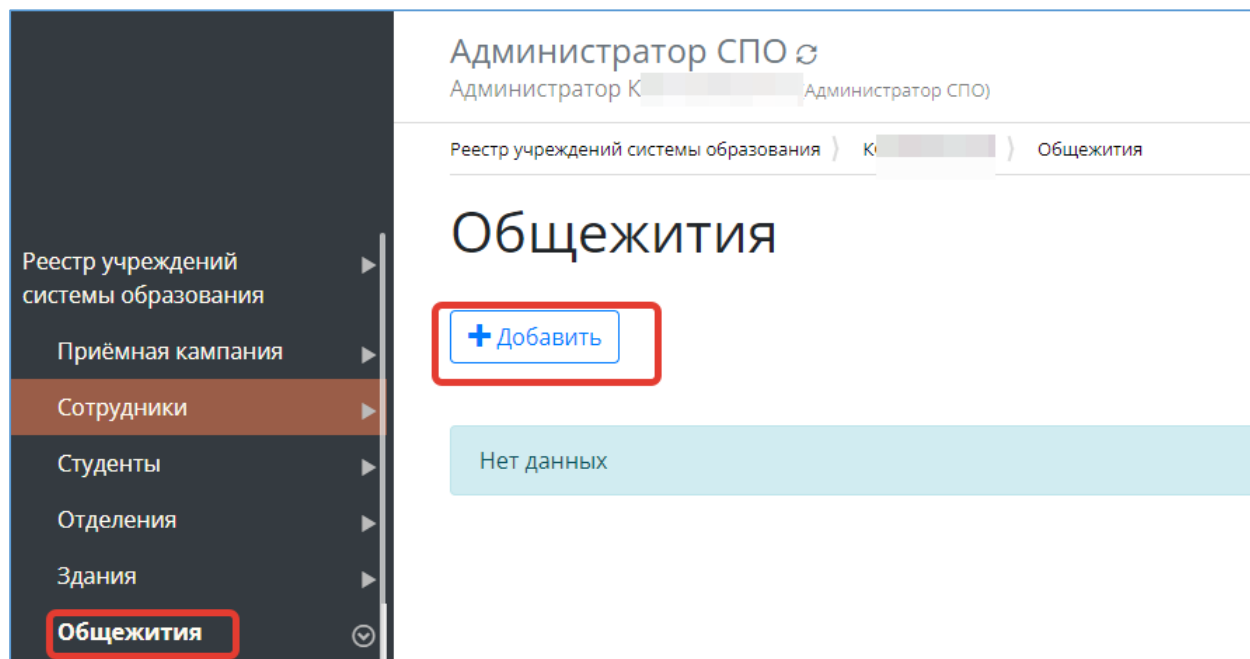 Администратор СПО
Администратор К Администратор СПО)
Реестр учреждений системы образования К Общежития
Общежития
Добавить
Нет данных
Реестр учреждений
системы образования
Приёмная кампания
Сотрудники
Студенты
Отделения
Здания
Общежития